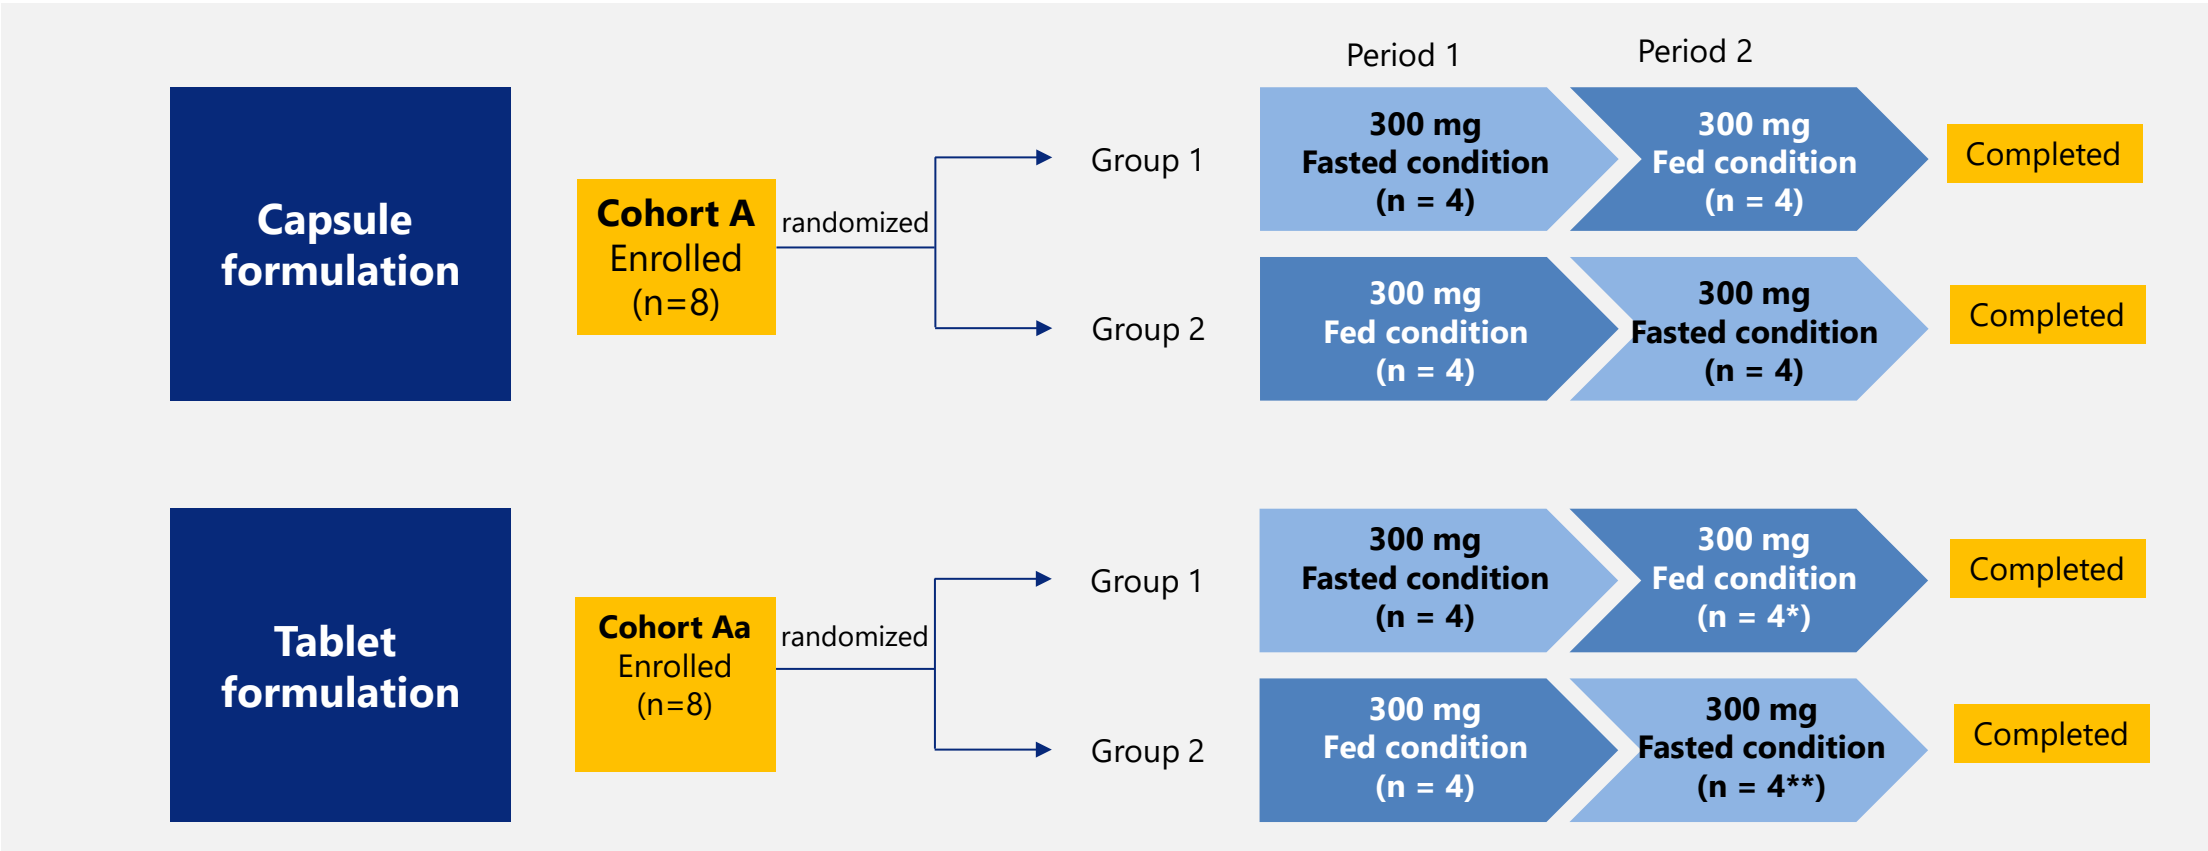 Period 1
Period 2
Capsule
formulation
Cohort A
Enrolled
(n=8)
randomized
Group 1
300 mg
Fasted condition
(n = 4)
300 mg
Fed condition
(n = 4)
Completed
Group 2
300 mg
Fed condition
(n = 4)
300 mg
Fasted condition
(n = 4)
Completed
Tablet
formulation
Cohort Aa
Enrolled
(n=8)
randomized
Group 1
300 mg
Fasted condition
(n = 4)
300 mg
Fed condition
(n = 4*)
Completed
Group 2
300 mg
Fed condition
(n = 4)
300 mg
Fasted condition
(n = 4**)
Completed